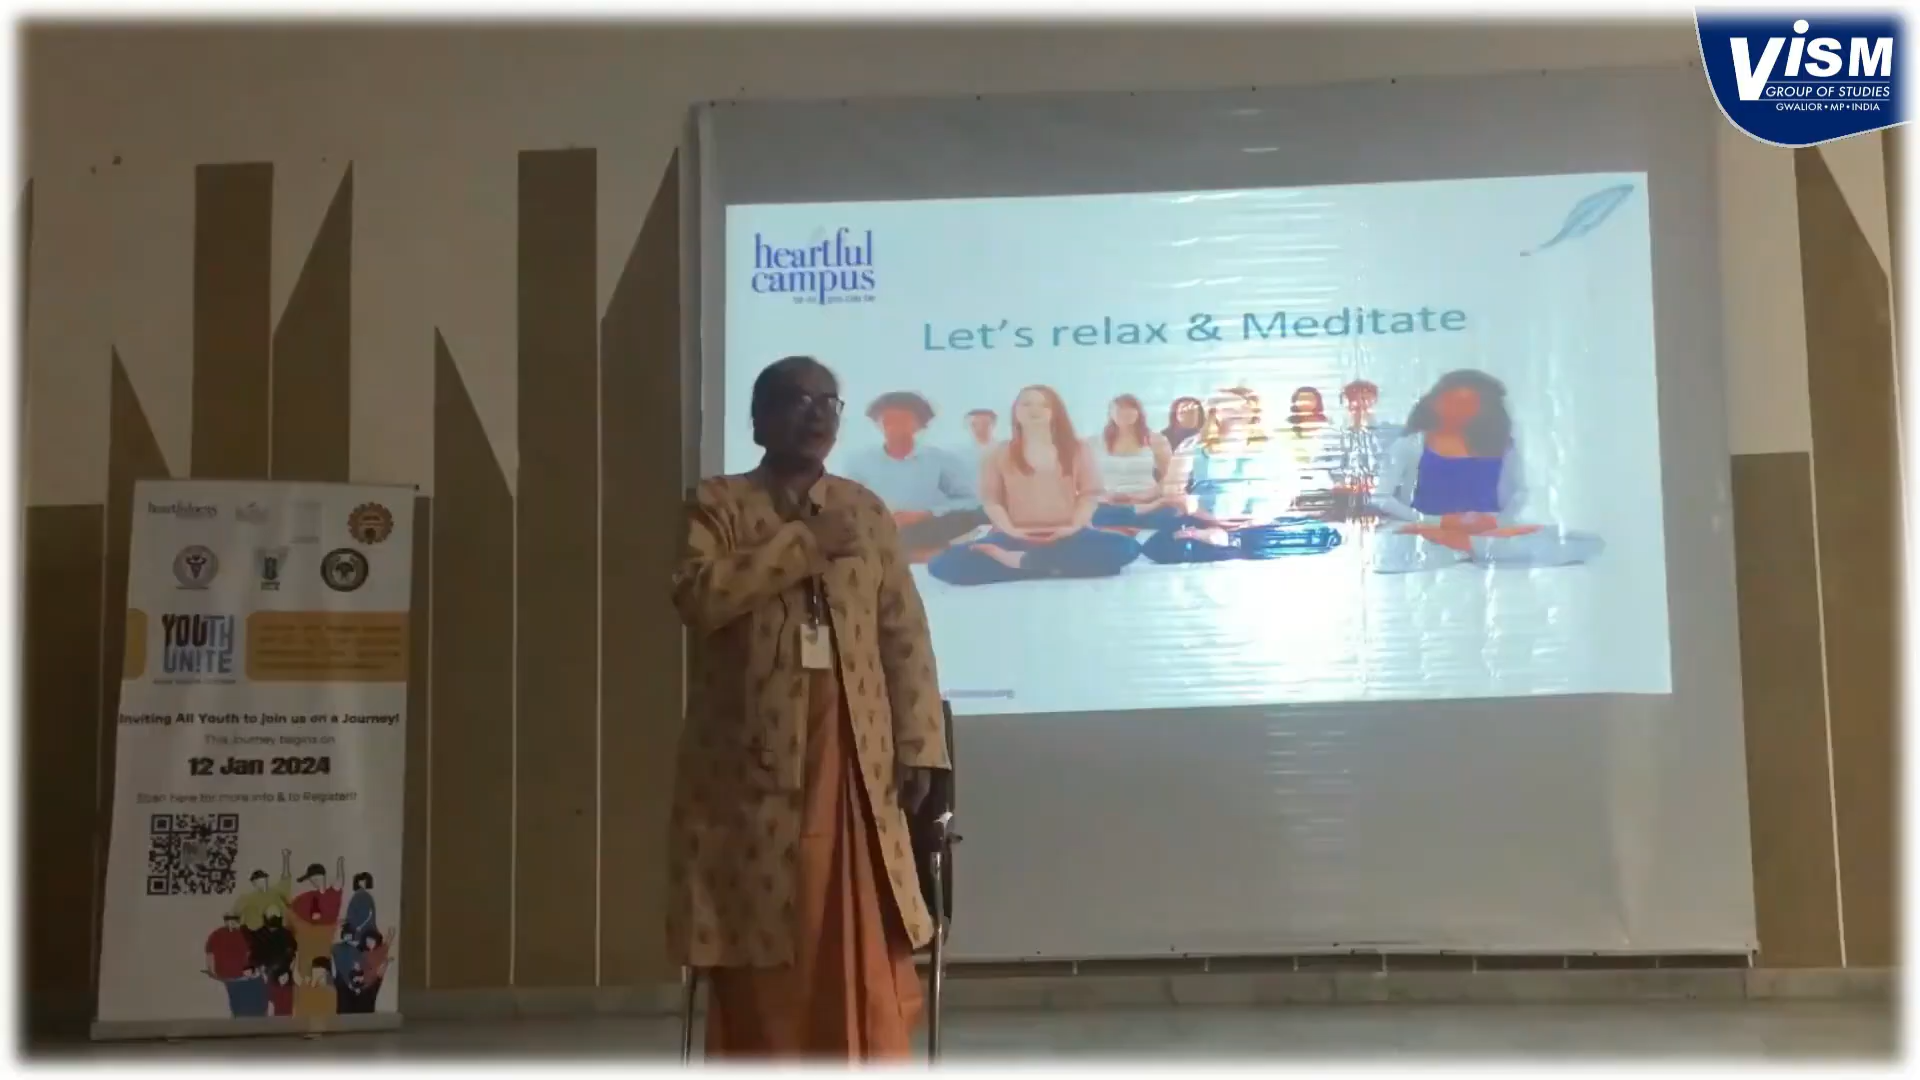 ViSM
GROUP OF STUDIES
GWALIOR • MP • INDIA
heartful
campus
Let's relax & Meditate
heartfulness
YOUTH
UNITE
Inviting All Youth to join us on a Journey!
This Journey begins on
12 Jan 2024
Scan here for more info & to Register!!